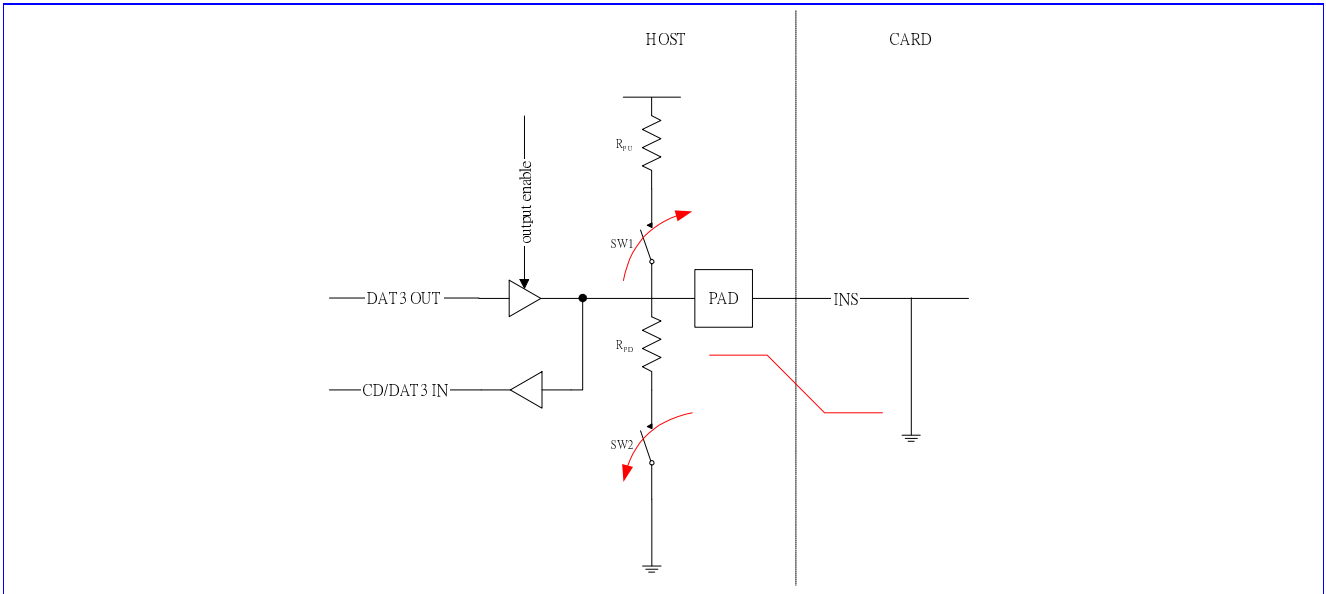 HOST
CARD
RPU
output enable
SW1
DAT3 OUT
PAD
INS
RPD
CD/DAT3 IN
SW2